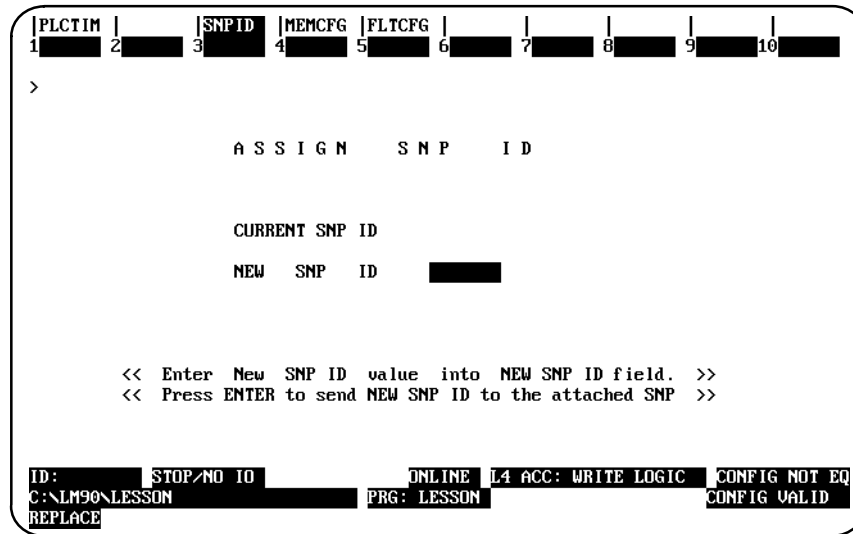 |PLCTIM | |SNPID |MEMCFG |FLTCFG | | | | |
1 2 3 4 5 6 7 8 9 10
>
A S S I G N S N P I D
CURRENT SNP ID
NEW SNP ID
<< Enter New SNP ID value into NEW SNP ID field. >>
<< Press ENTER to send NEW SNP ID to the attached SNP >>
ID: STOP/NO IO ONLINE L4 ACC: WRITE LOGIC CONFIG NOT EQ
C:\LM90\LESSON PRG: LESSON CONFIG VALID
REPLACE